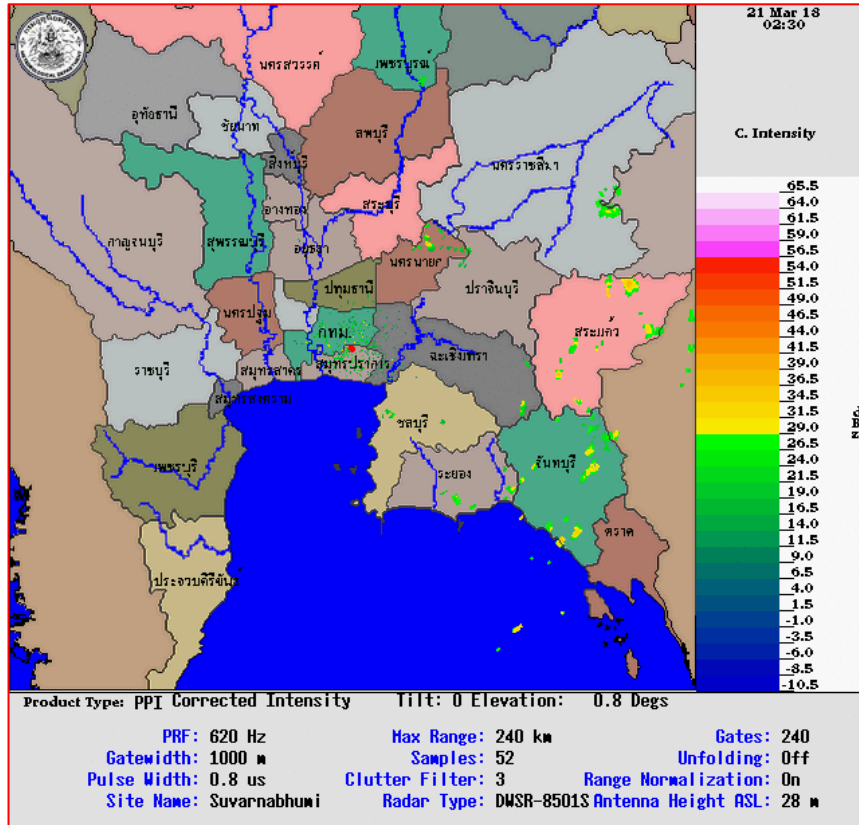 21 Mar 18
02:30
C. Intensity
นครสวรรค์
เพชรบูรณ์
อุทัยธานี
ชัยนาท
ลพบุรี
สิงห์บุรี
นครราชสีมา
สระบุรี
อ่างทอง
กาญจนบุรี
สุพรรณบุรี
อยุธยา
นครนายก
ปราจีนบุรี
ปทุมธานี
นครปฐม
สระแก้ว
กทม.
ฉะเชิงเทรา
ราชบุรี
สมุทรสาคร
สมุทรปราการ
สมุทรสงคราม
ชลบุรี
เพชรบุรี
ระยอง
จันทบุรี
ตราด
ประจวบคีรีขันธ์
65.5
64.0
61.5
59.0
56.5
54.0
51.5
49.0
46.5
44.0
41.5
39.0
36.5
34.0
31.5
29.0
26.5
24.0
21.5
19.0
16.5
14.0
11.5
9.0
6.5
4.0
1.5
-1.0
-3.5
-6.0
-8.5
-10.5
Product Type: PPI Corrected Intensity Tilt: 0 Elevation: 0.8 Degs
PRF: 620 Hz Max Range: 240 km Gates: 240
Gatewidth: 1000 m Samples: 52 Unfolding: Off
Pulse Width: 0.8 us Clutter Filter: 3 Range Normalization: On
Site Name: Suvarnabhumi Radar Type: DWSR-8501S Antenna Height ASL: 28 m